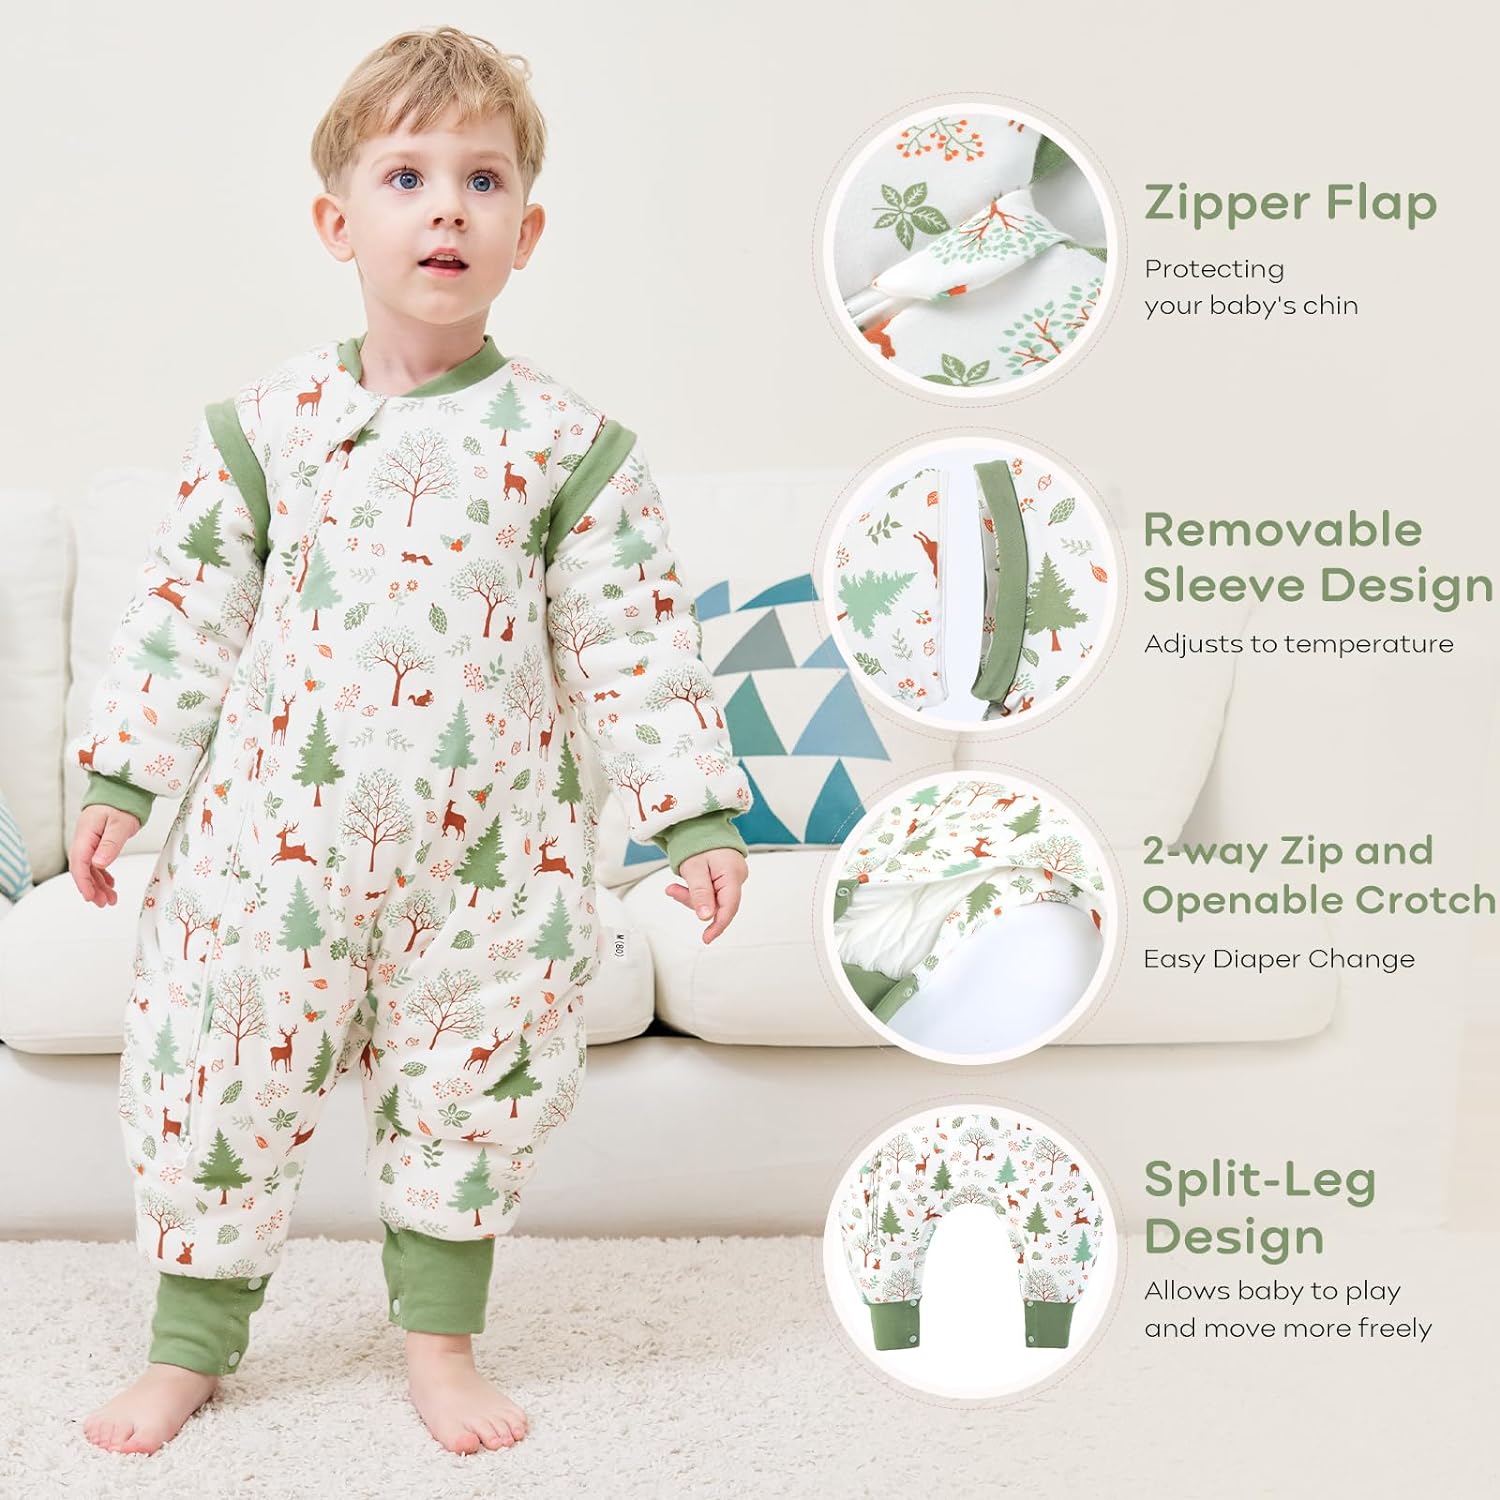 Zipper Flap
Protecting
your baby's chin
Removable
Sleeve Design
Adjusts to temperature
2-way Zip and
Openable Crotch
Easy Diaper Change
Split-Leg
Design
Allows baby to play
and move more freely
M (80)